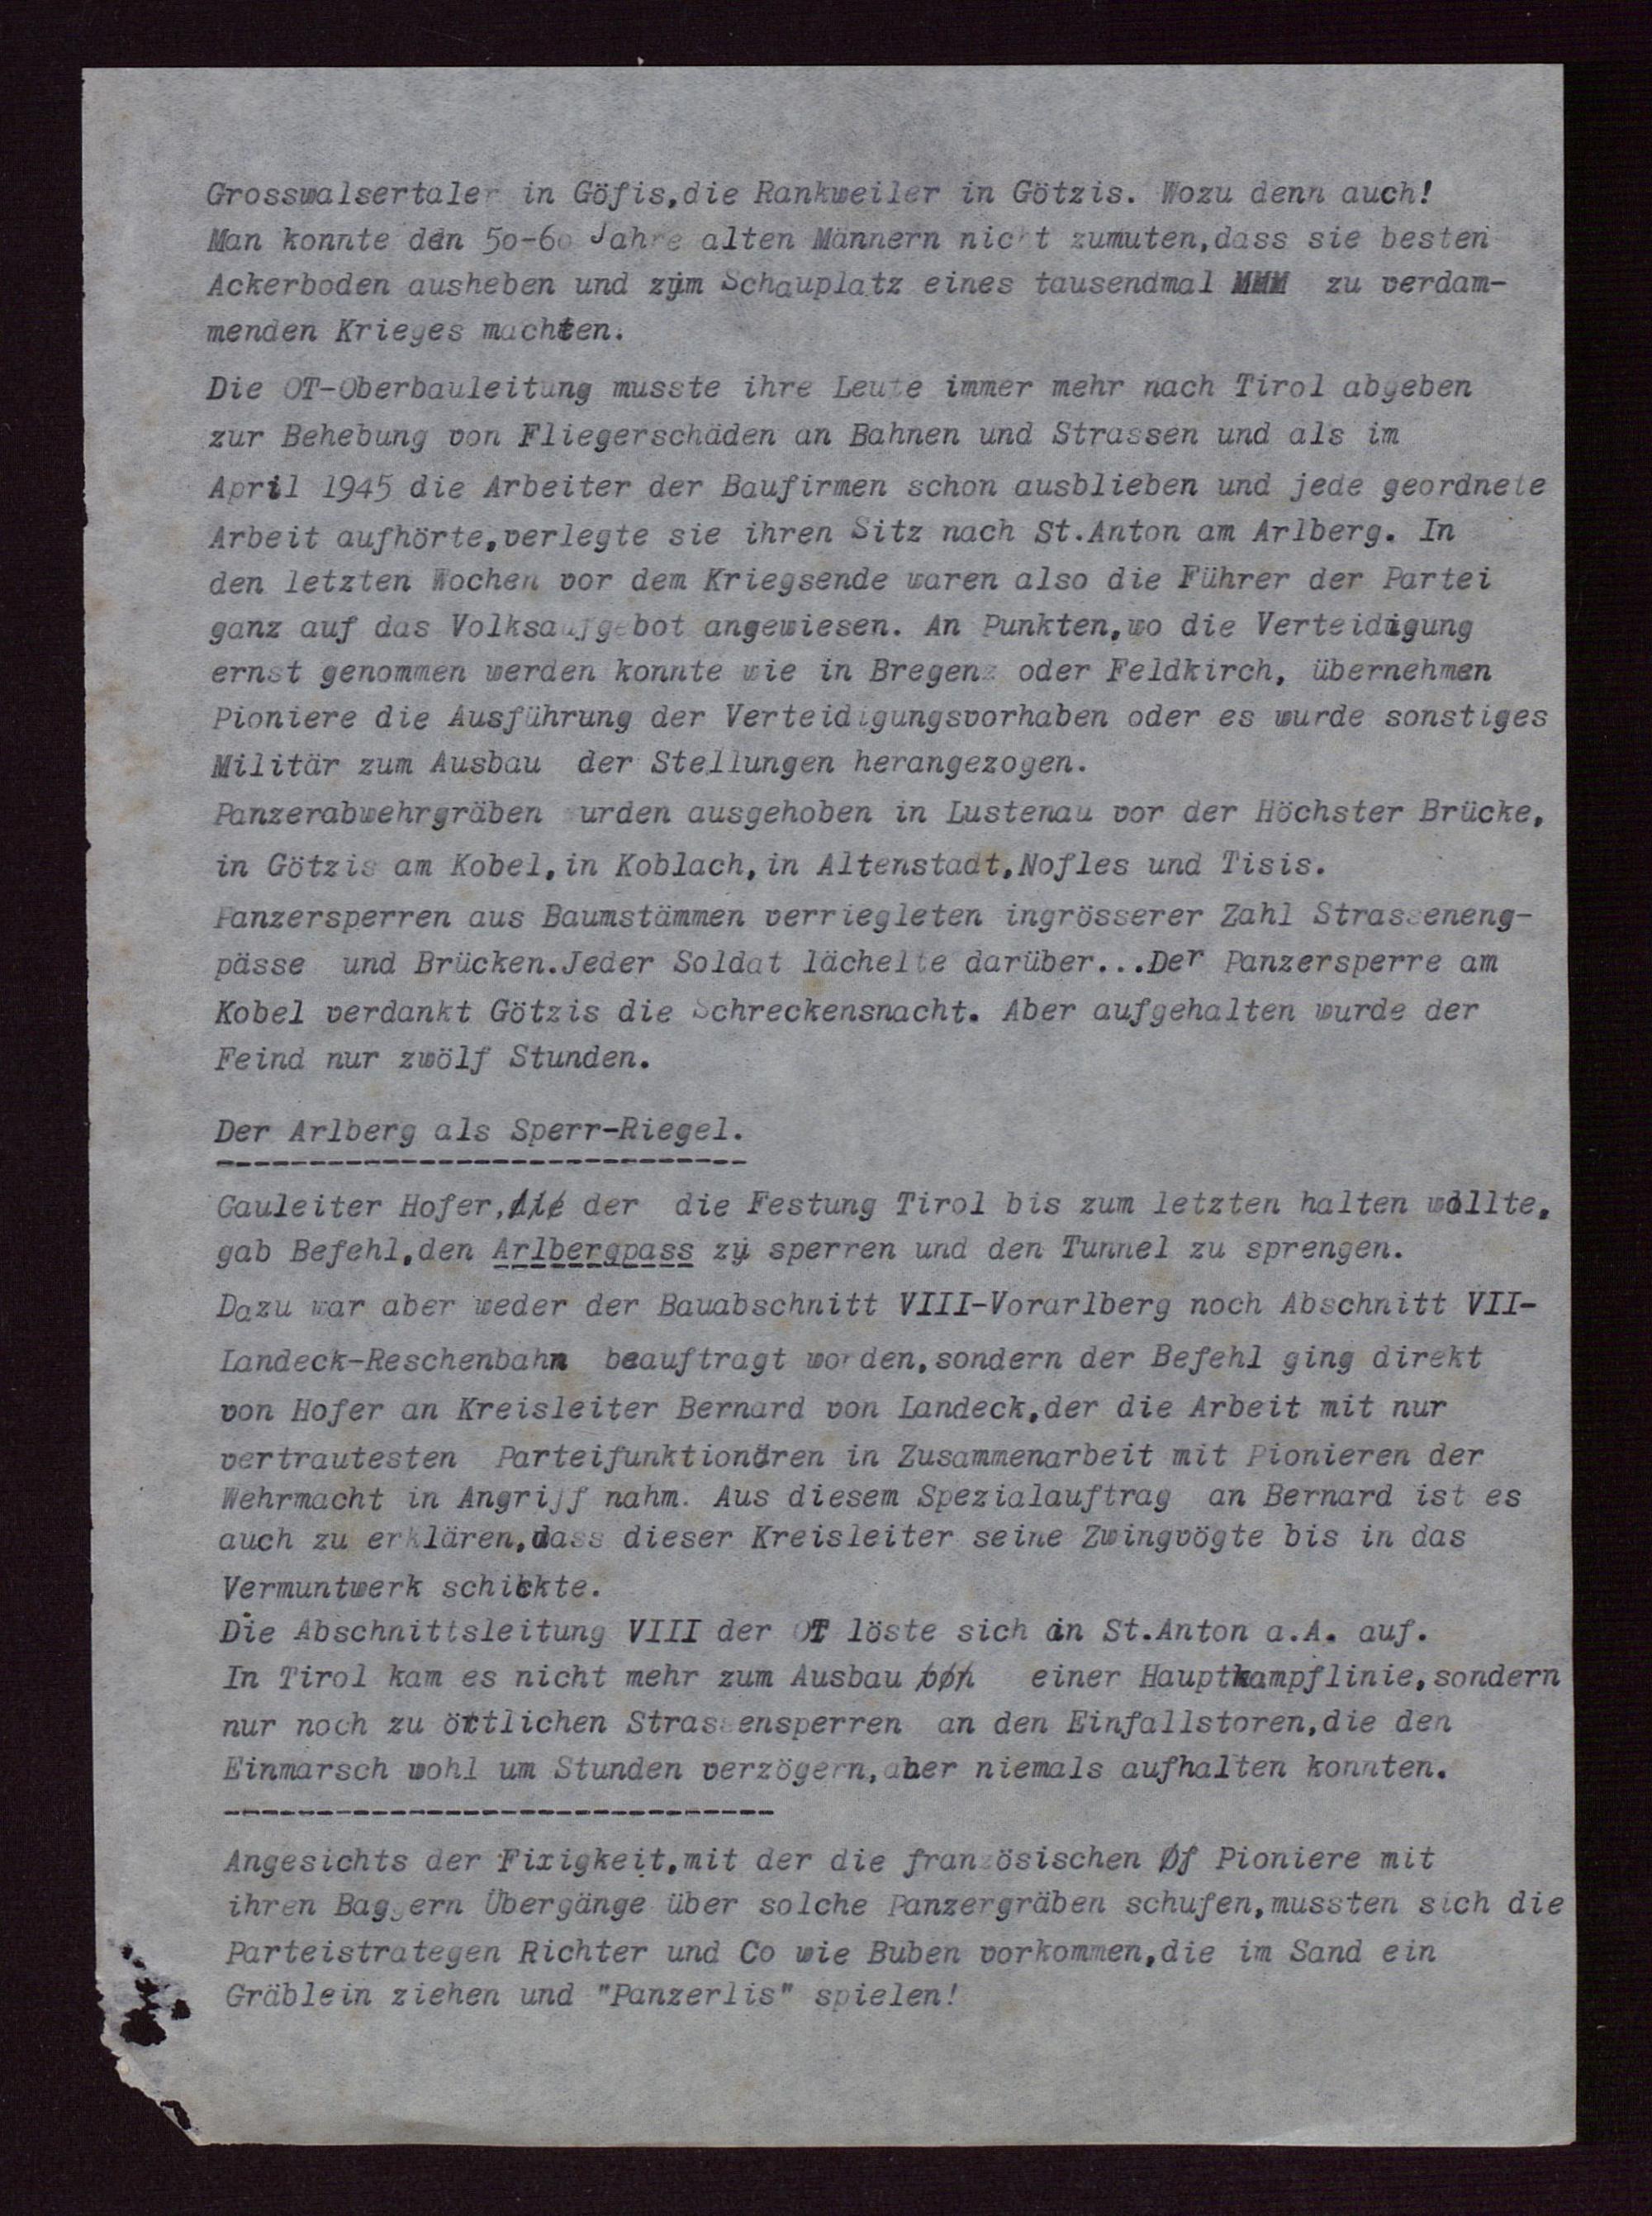 Grosswalsertaler in Göfis,die Rankweiler in Götzis. Wozu denn auch!
Man konnte den 50-60 Jahre alten Männern nicht zumuten,dass sie besten
Ackerboden ausheben und zum Schauplatz eines tausendmal MMM zu verdam-
menden Krieges machten.
Die OT-Oberbauleitung musste ihre Leute immer mehr nach Tirol abgeben
zur Behebung von Fliegerschäden an Bahnen und Strassen und als im
April 1945 die Arbeiter der Baufirmen schon ausblieben und jede geordnete
Arbeit aufhörte,verlegte sie ihren Sitz nach St.Anton am Arlberg. In
den letzten Wochen vor dem Kriegsende waren also die Führer der Partei
ganz auf das Volksaufgebot angewiesen. An Punkten,wo die Verteidigung
ernst genommen werden konnte wie in Bregenz oder Feldkirch, übernehmen
Pioniere die Ausführung der Verteidigungsvorhaben oder es wurde sonstiges
Militär zum Ausbau der Stellungen herangezogen.
Panzerabwehrgräben wurden ausgehoben in Lustenau vor der Höchster Brücke,
in Götzis am Kobel,in Koblach,in Altenstadt,Nofles und Tisis.
Panzersperren aus Baumstämmen verriegleten ingrösserer Zahl Strasseneng-
pässe und Brücken.Jeder Soldat lächelte darüber...Der Panzersperre am
Kobel verdankt Götzis die Schreckensnacht. Aber aufgehalten wurde der
Feind nur zwölf Stunden.
Der Arlberg als Sperr-Riegel.
-----------------------------
Gauleiter Hofer,die der die Festung Tirol bis zum letzten halten wollte,
gab Befehl,den Arlbergpass zu sperren und den Tunnel zu sprengen.
Dazu war aber weder der Bauabschnitt VIII-Vorarlberg noch Abschnitt VII-
Landeck-Reschenbahn beauftragt worden,sondern der Befehl ging direkt
von Hofer an Kreisleiter Bernard von Landeck,der die Arbeit mit nur
vertrautesten Parteifunktionären in Zusammenarbeit mit Pionieren der
Wehrmacht in Angriff nahm. Aus diesem Spezialauftrag an Bernard ist es
auch zu erklären,dass dieser Kreisleiter seine Zwingvögte bis in das
Vermuntwerk schickte.
Die Abschnittsleitung VIII der OT löste sich in St.Anton a.A. auf.
In Tirol kam es nicht mehr zum Ausbau von einer Hauptkampflinie,sondern
nur noch zu örtlichen Strassensperren an den Einfallstoren,die den
Einmarsch wohl um Stunden verzögern,aber niemals aufhalten konnten.
------------------------------
Angesichts der Fixigkeit,mit der die französischen Of Pioniere mit
ihren Baggern Übergänge über solche Panzergräben schufen,mussten sich die
Parteistrategen Richter und Co wie Buben vorkommen,die im Sand ein
Gräblein ziehen und "Panzerlis" spielen!